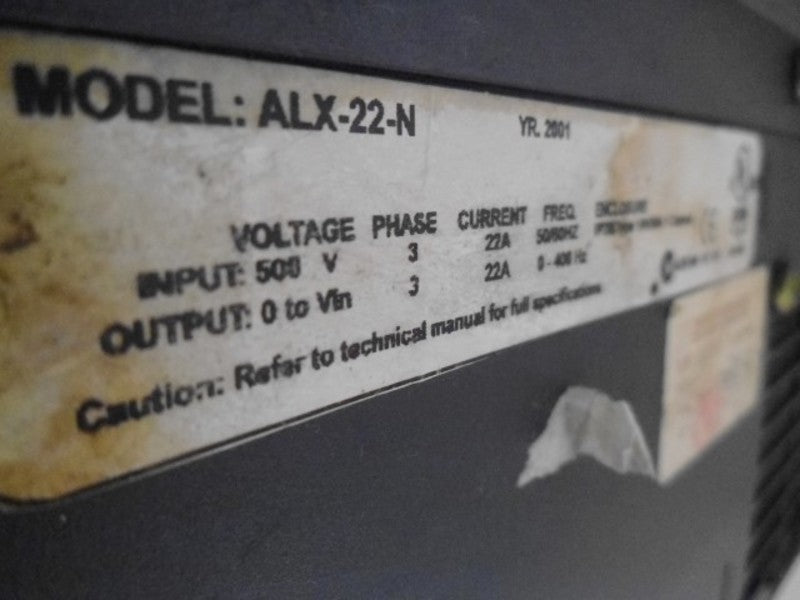 MODEL: ALX-22-N
YR. 2001
VOLTAGE PHASE CURRENT FREQ. ENCLOSURE
INPUT: 500 V 3 22A 50/60HZ
OUTPUT: 0 to Vin 3 22A 0 - 400 Hz
Caution: Refer to technical manual for full specifications